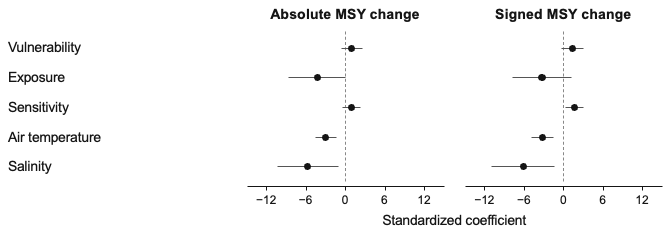 Absolute MSY change Signed MSY change
Vulnerability
Exposure
Sensitivity
Air temperature
Salinity
−12 −6 0 6 12 −12 −6 0 6 12
Standardized coefficient